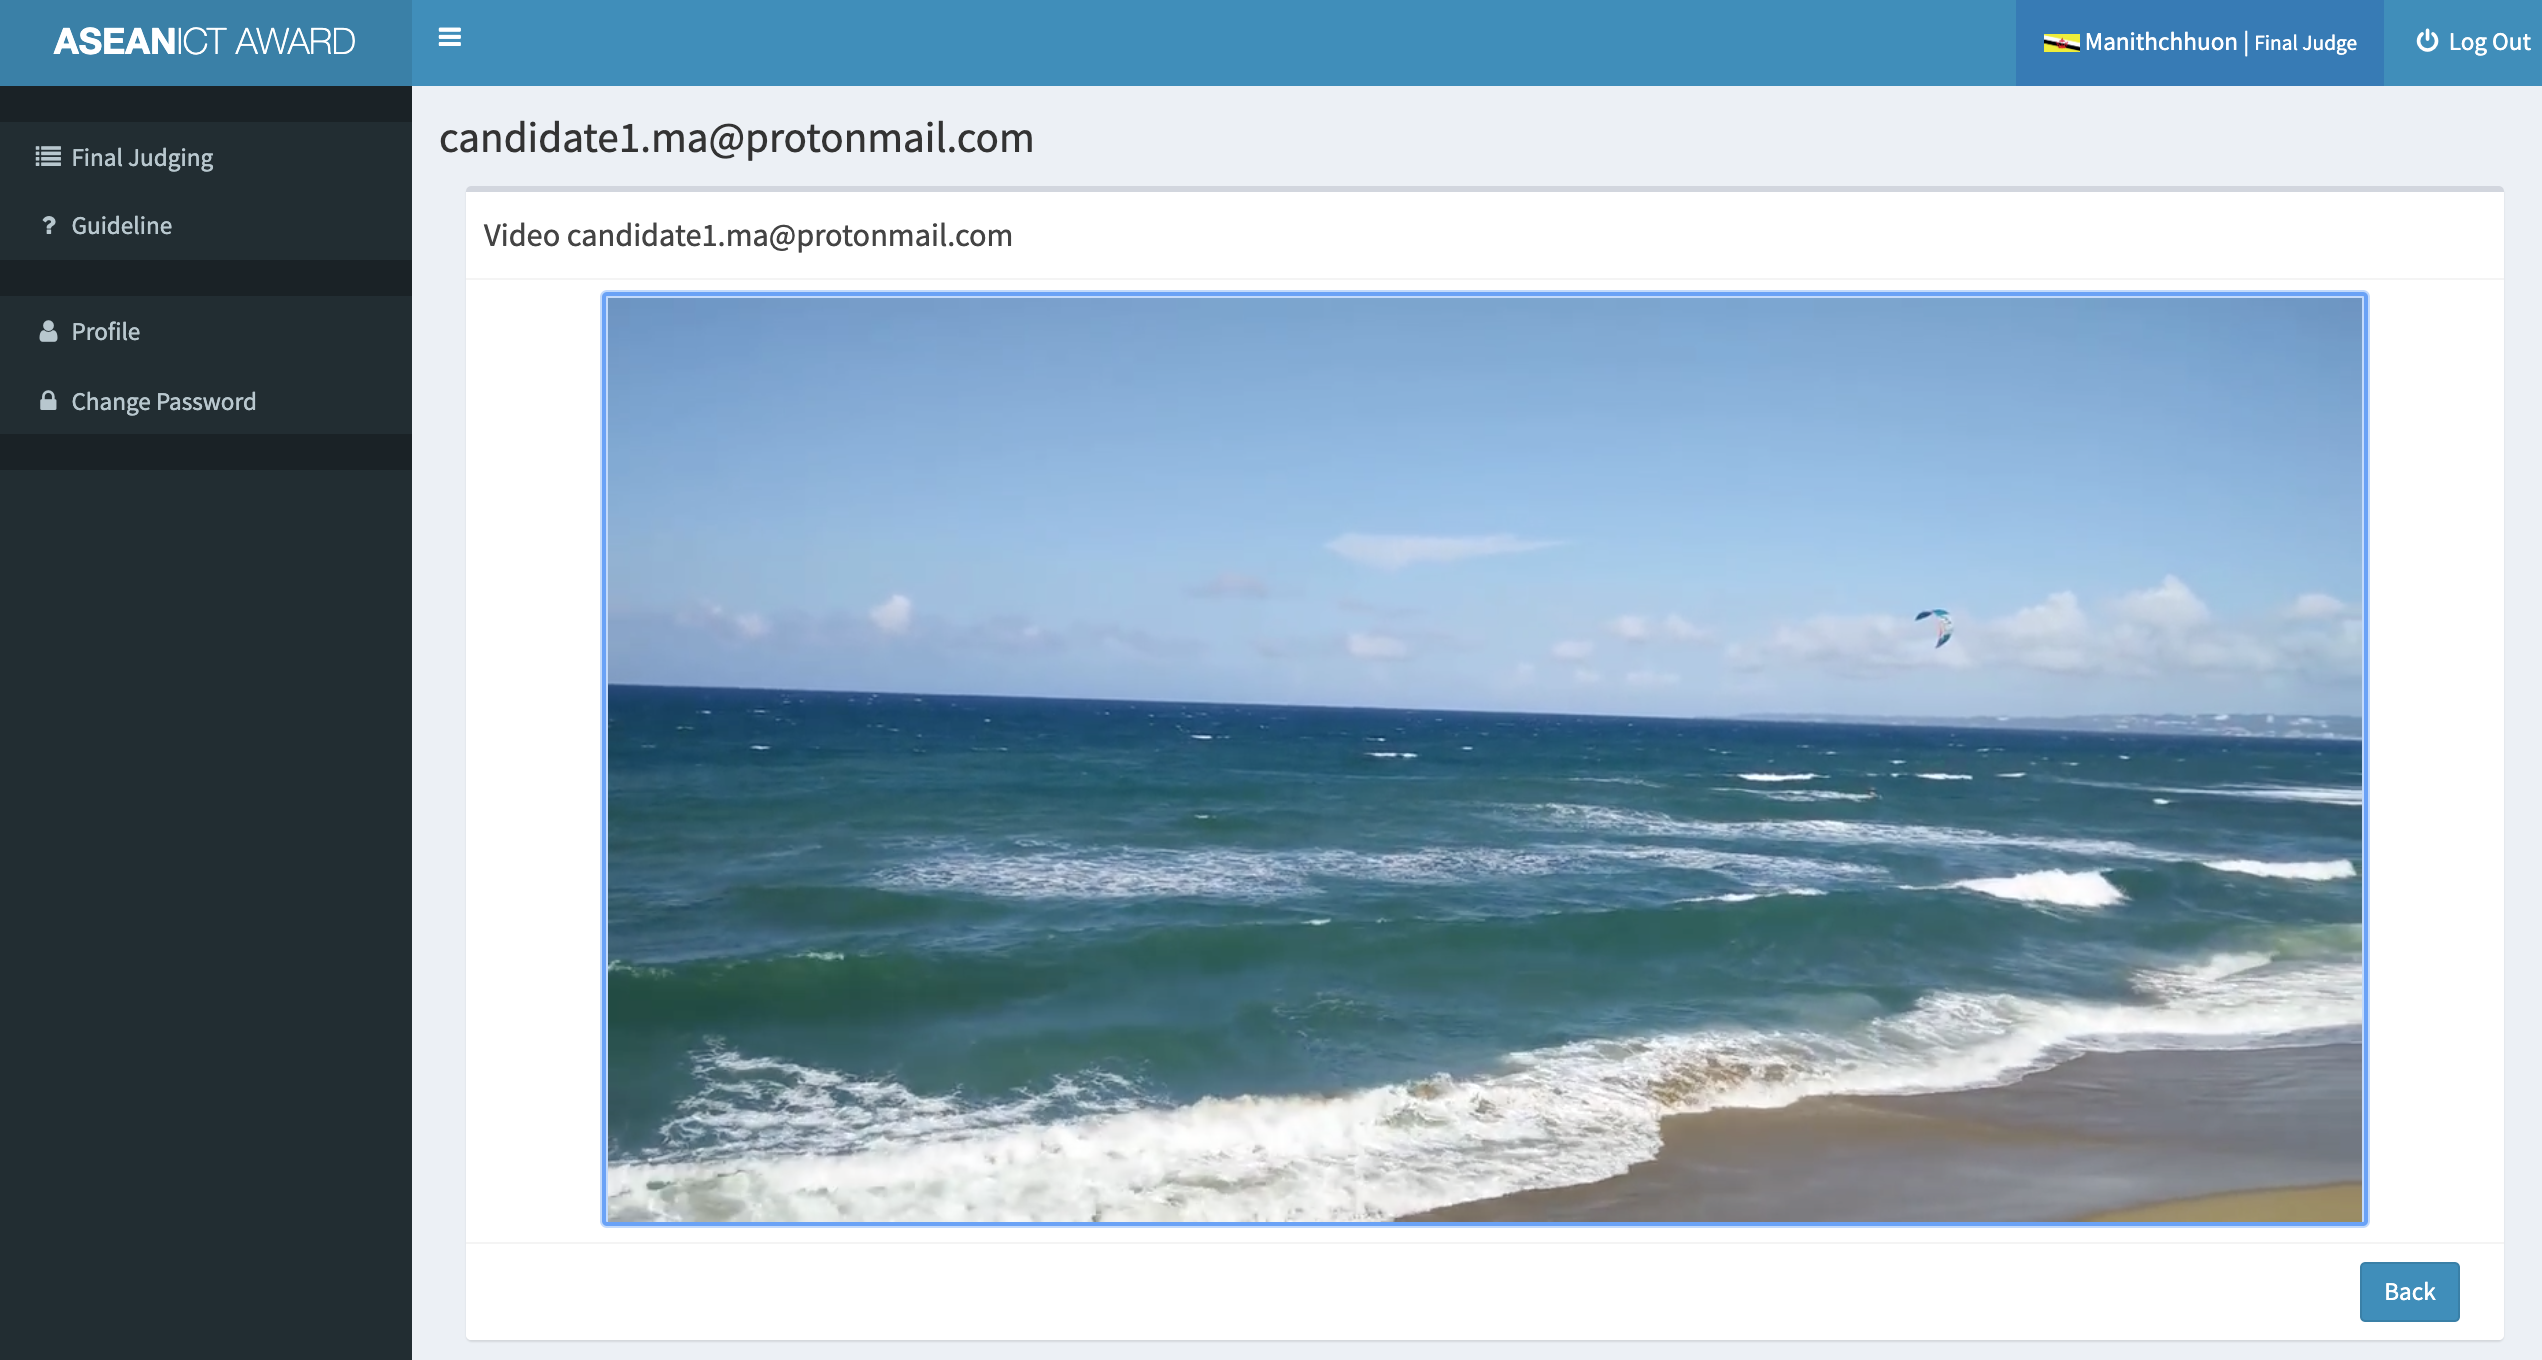 ASEANICT AWARD
Manithchhuon | Final Judge
Log Out
Final Judging
Guideline
Profile
Change Password
candidate1.ma@protonmail.com
Video candidate1.ma@protonmail.com
Back